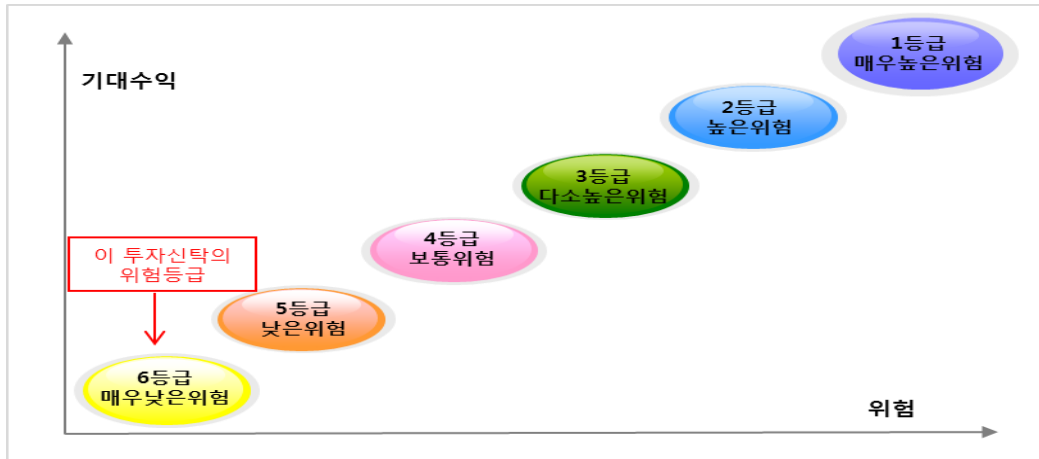 기대수익
1등급
매우높은위험
2등급
높은위험
3등급
다소높은위험
4등급
보통위험
이 투자신탁의
위험등급
5등급
낮은위험
6등급
매우낮은위험
위험